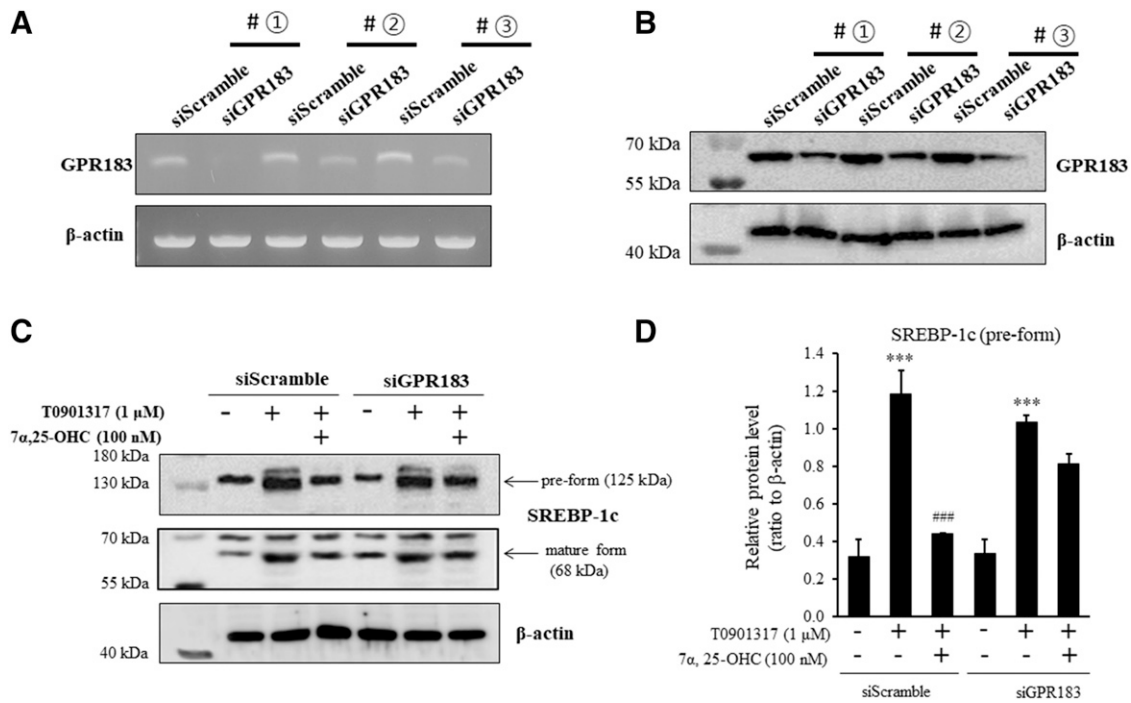 A
# ① # ② # ③
siScramble siGPR183 siScramble siGPR183 siScramble siGPR183
GPR183
β-actin
B
# ① # ② # ③
siScramble siGPR183 siScramble siGPR183 siScramble siGPR183
70 kDa
55 kDa
GPR183
40 kDa
β-actin
C
siScramble siGPR183
T0901317 (1 μM) - + + - + +
7α,25-OHC (100 nM) + +
180 kDa
130 kDa
pre-form (125 kDa)
SREBP-1c
70 kDa
mature form
(68 kDa)
55 kDa
β-actin
40 kDa
D
SREBP-1c (pre-form)
Relative protein level
(ratio to β-actin)
1.4
1.2
1.0
0.8
0.6
0.4
0.2
0.0
*** ### ***
T0901317 (1 μM) - + + - + +
7α, 25-OHC (100 nM) - - + - - +
siScramble siGPR183